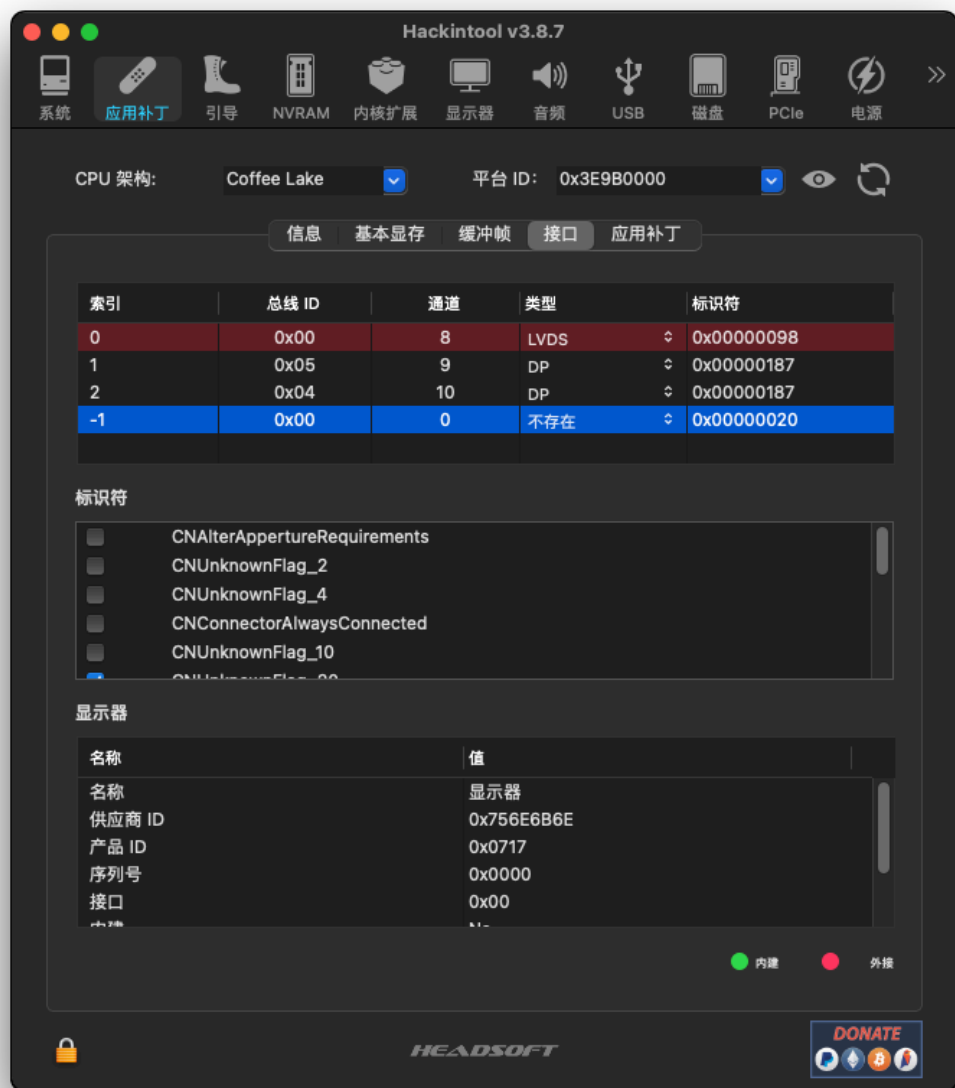 Hackintool v3.8.7
系统 应用补丁 引导 NVRAM 内核扩展 显示器 音频 USB 磁盘 PCIe 电源
CPU 架构: Coffee Lake 平台 ID: 0x3E9B0000
信息 基本显存 缓冲帧 接口 应用补丁
索引 总线 ID 通道 类型 标识符
0 0x00 8 LVDS 0x00000098
1 0x05 9 DP 0x00000187
2 0x04 10 DP 0x00000187
-1 0x00 0 不存在 0x00000020
标识符
CNAlterAppertureRequirements
CNUnknownFlag_2
CNUnknownFlag_4
CNConnectorAlwaysConnected
CNUnknownFlag_10
显示器
名称 值
名称 显示器
供应商 ID 0x756E6B6E
产品 ID 0x0717
序列号 0x0000
接口 0x00
内建 外接
HEADSOFT
DONATE